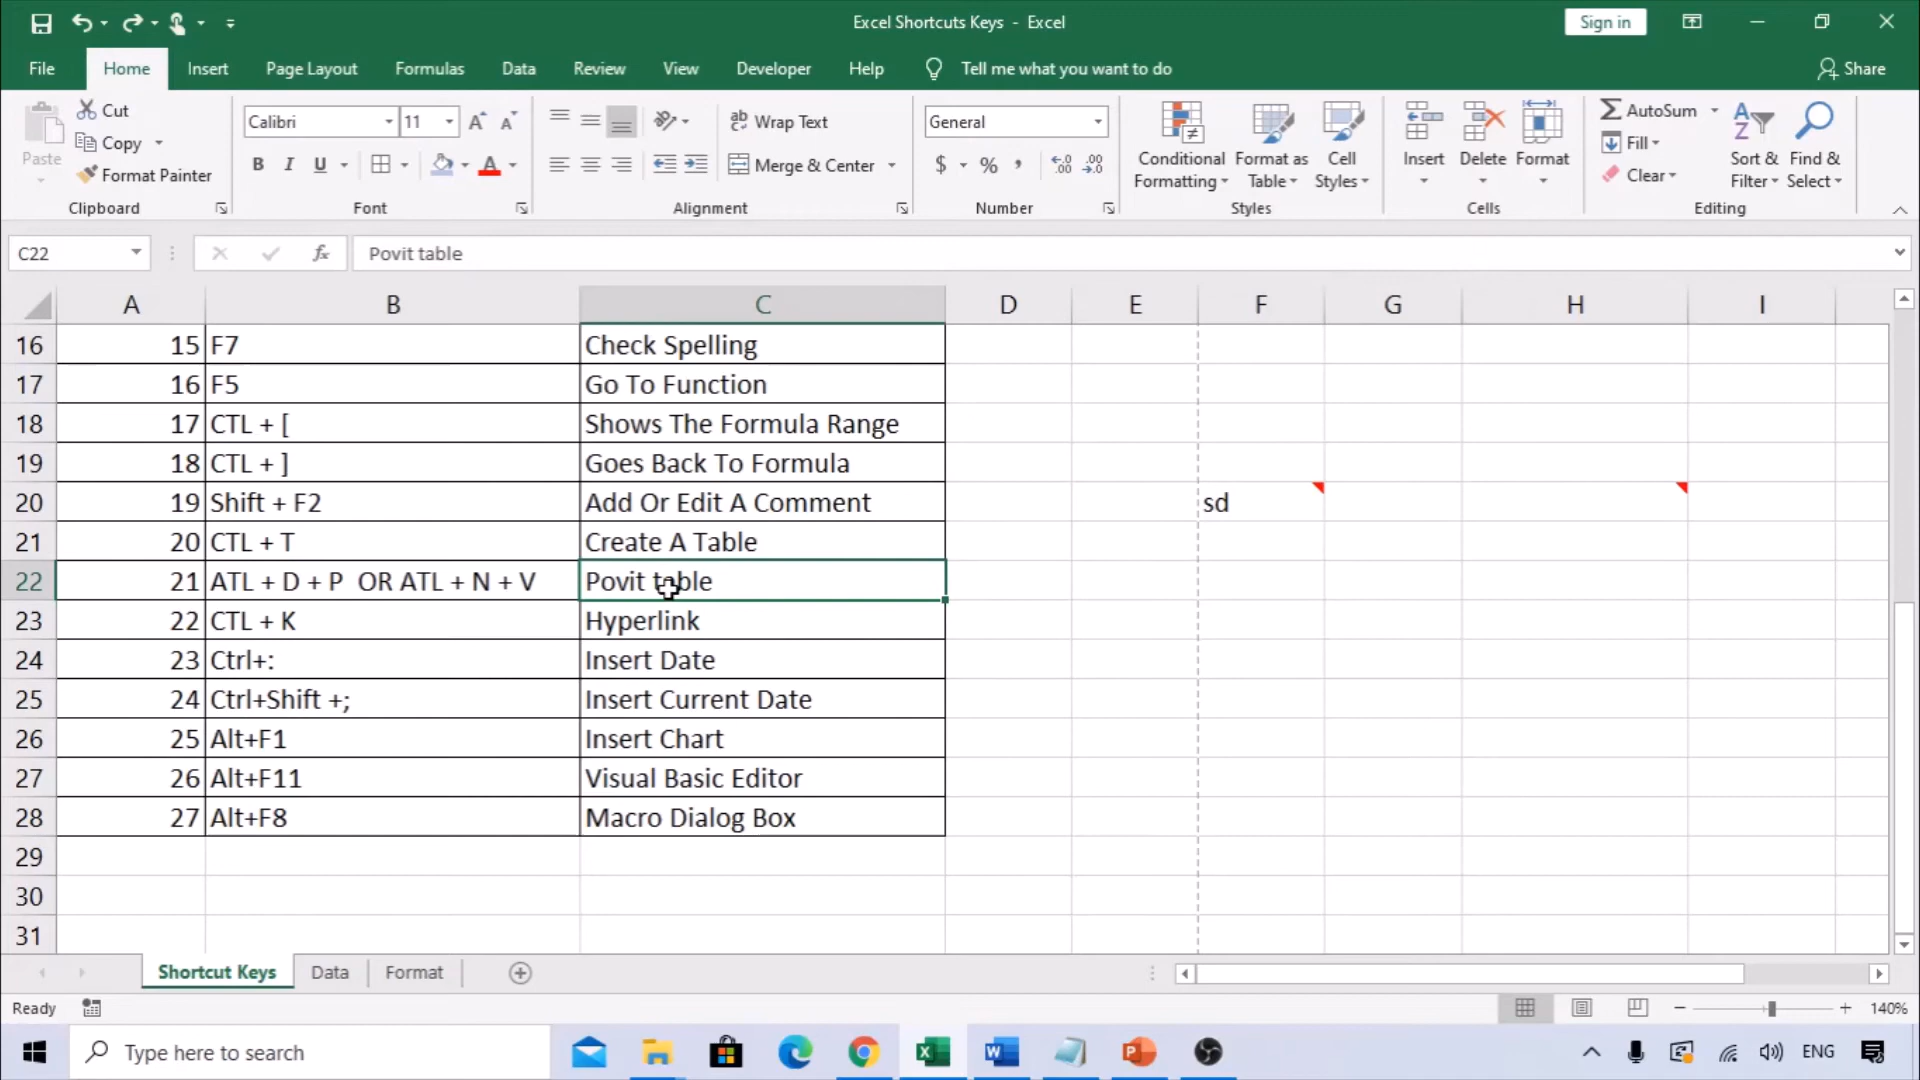 Excel Shortcuts Keys - Excel
Sign in
File Home Insert Page Layout Formulas Data Review View Developer Help Tell me what you want to do Share
Paste
Cut
Copy
Format Painter
Clipboard
Calibri 11
B I U
Font
Wrap Text
Merge & Center
Alignment
General
$ % ,
Number
Conditional Formatting
Format as Table
Cell Styles
Styles
Insert
Delete
Format
Cells
AutoSum
Fill
Clear
Sort & Filter
Find & Select
Editing
C22 fx Povit table
A B C D E F G H I
16 15 F7 Check Spelling
17 16 F5 Go To Function
18 17 CTL + [ Shows The Formula Range
19 18 CTL + ] Goes Back To Formula
20 19 Shift + F2 Add Or Edit A Comment sd
21 20 CTL + T Create A Table
22 21 ATL + D + P OR ATL + N + V Povit table
23 22 CTL + K Hyperlink
24 23 Ctrl+: Insert Date
25 24 Ctrl+Shift +; Insert Current Date
26 25 Alt+F1 Insert Chart
27 26 Alt+F11 Visual Basic Editor
28 27 Alt+F8 Macro Dialog Box
29
30
31
Shortcut Keys Data Format
Ready 140%
Type here to search ENG